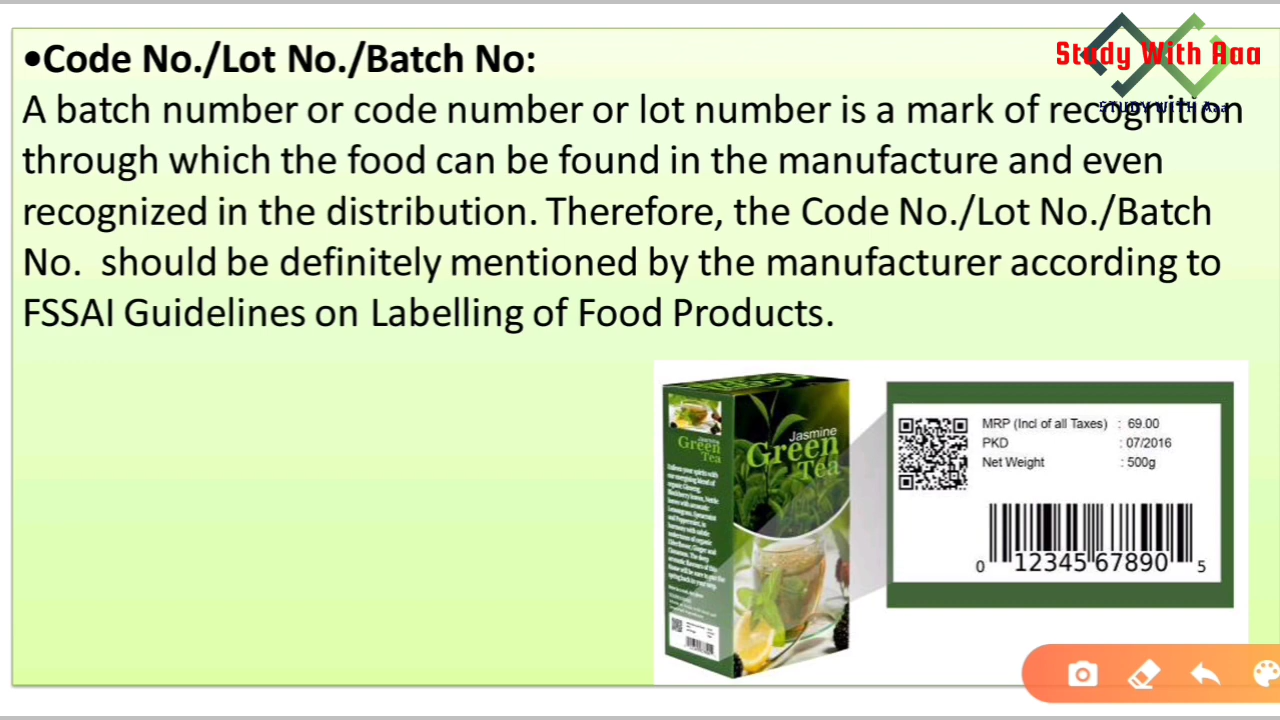 •Code No./Lot No./Batch No:
Study With Aaa
STUDY WITH Aaa
A batch number or code number or lot number is a mark of recognition
through which the food can be found in the manufacture and even
recognized in the distribution. Therefore, the Code No./Lot No./Batch
No.  should be definitely mentioned by the manufacturer according to
FSSAI Guidelines on Labelling of Food Products.
Jasmine
Green
Tea
Jasmine
Green
Tea
MRP (Incl of all Taxes) : 69.00
PKD : 07/2016
Net Weight : 500g
0 12345 67890 5